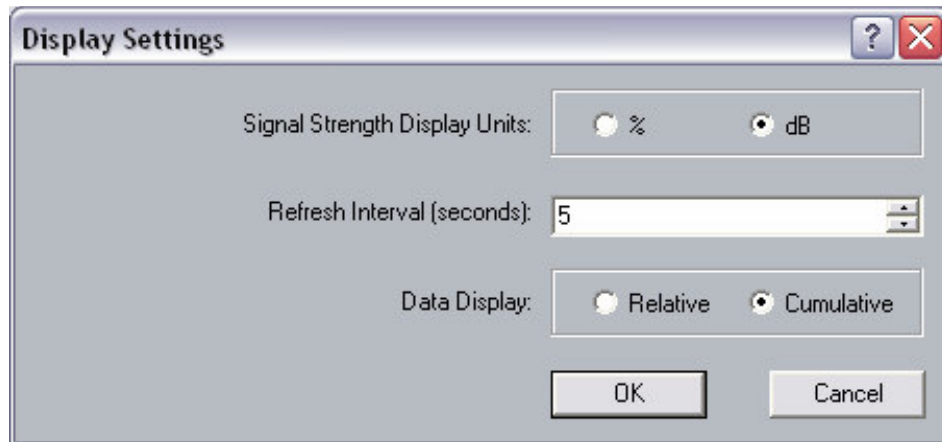 Display Settings
Signal Strength Display Units: % dB
Refresh Interval (seconds): 5
Data Display: Relative Cumulative
OK Cancel